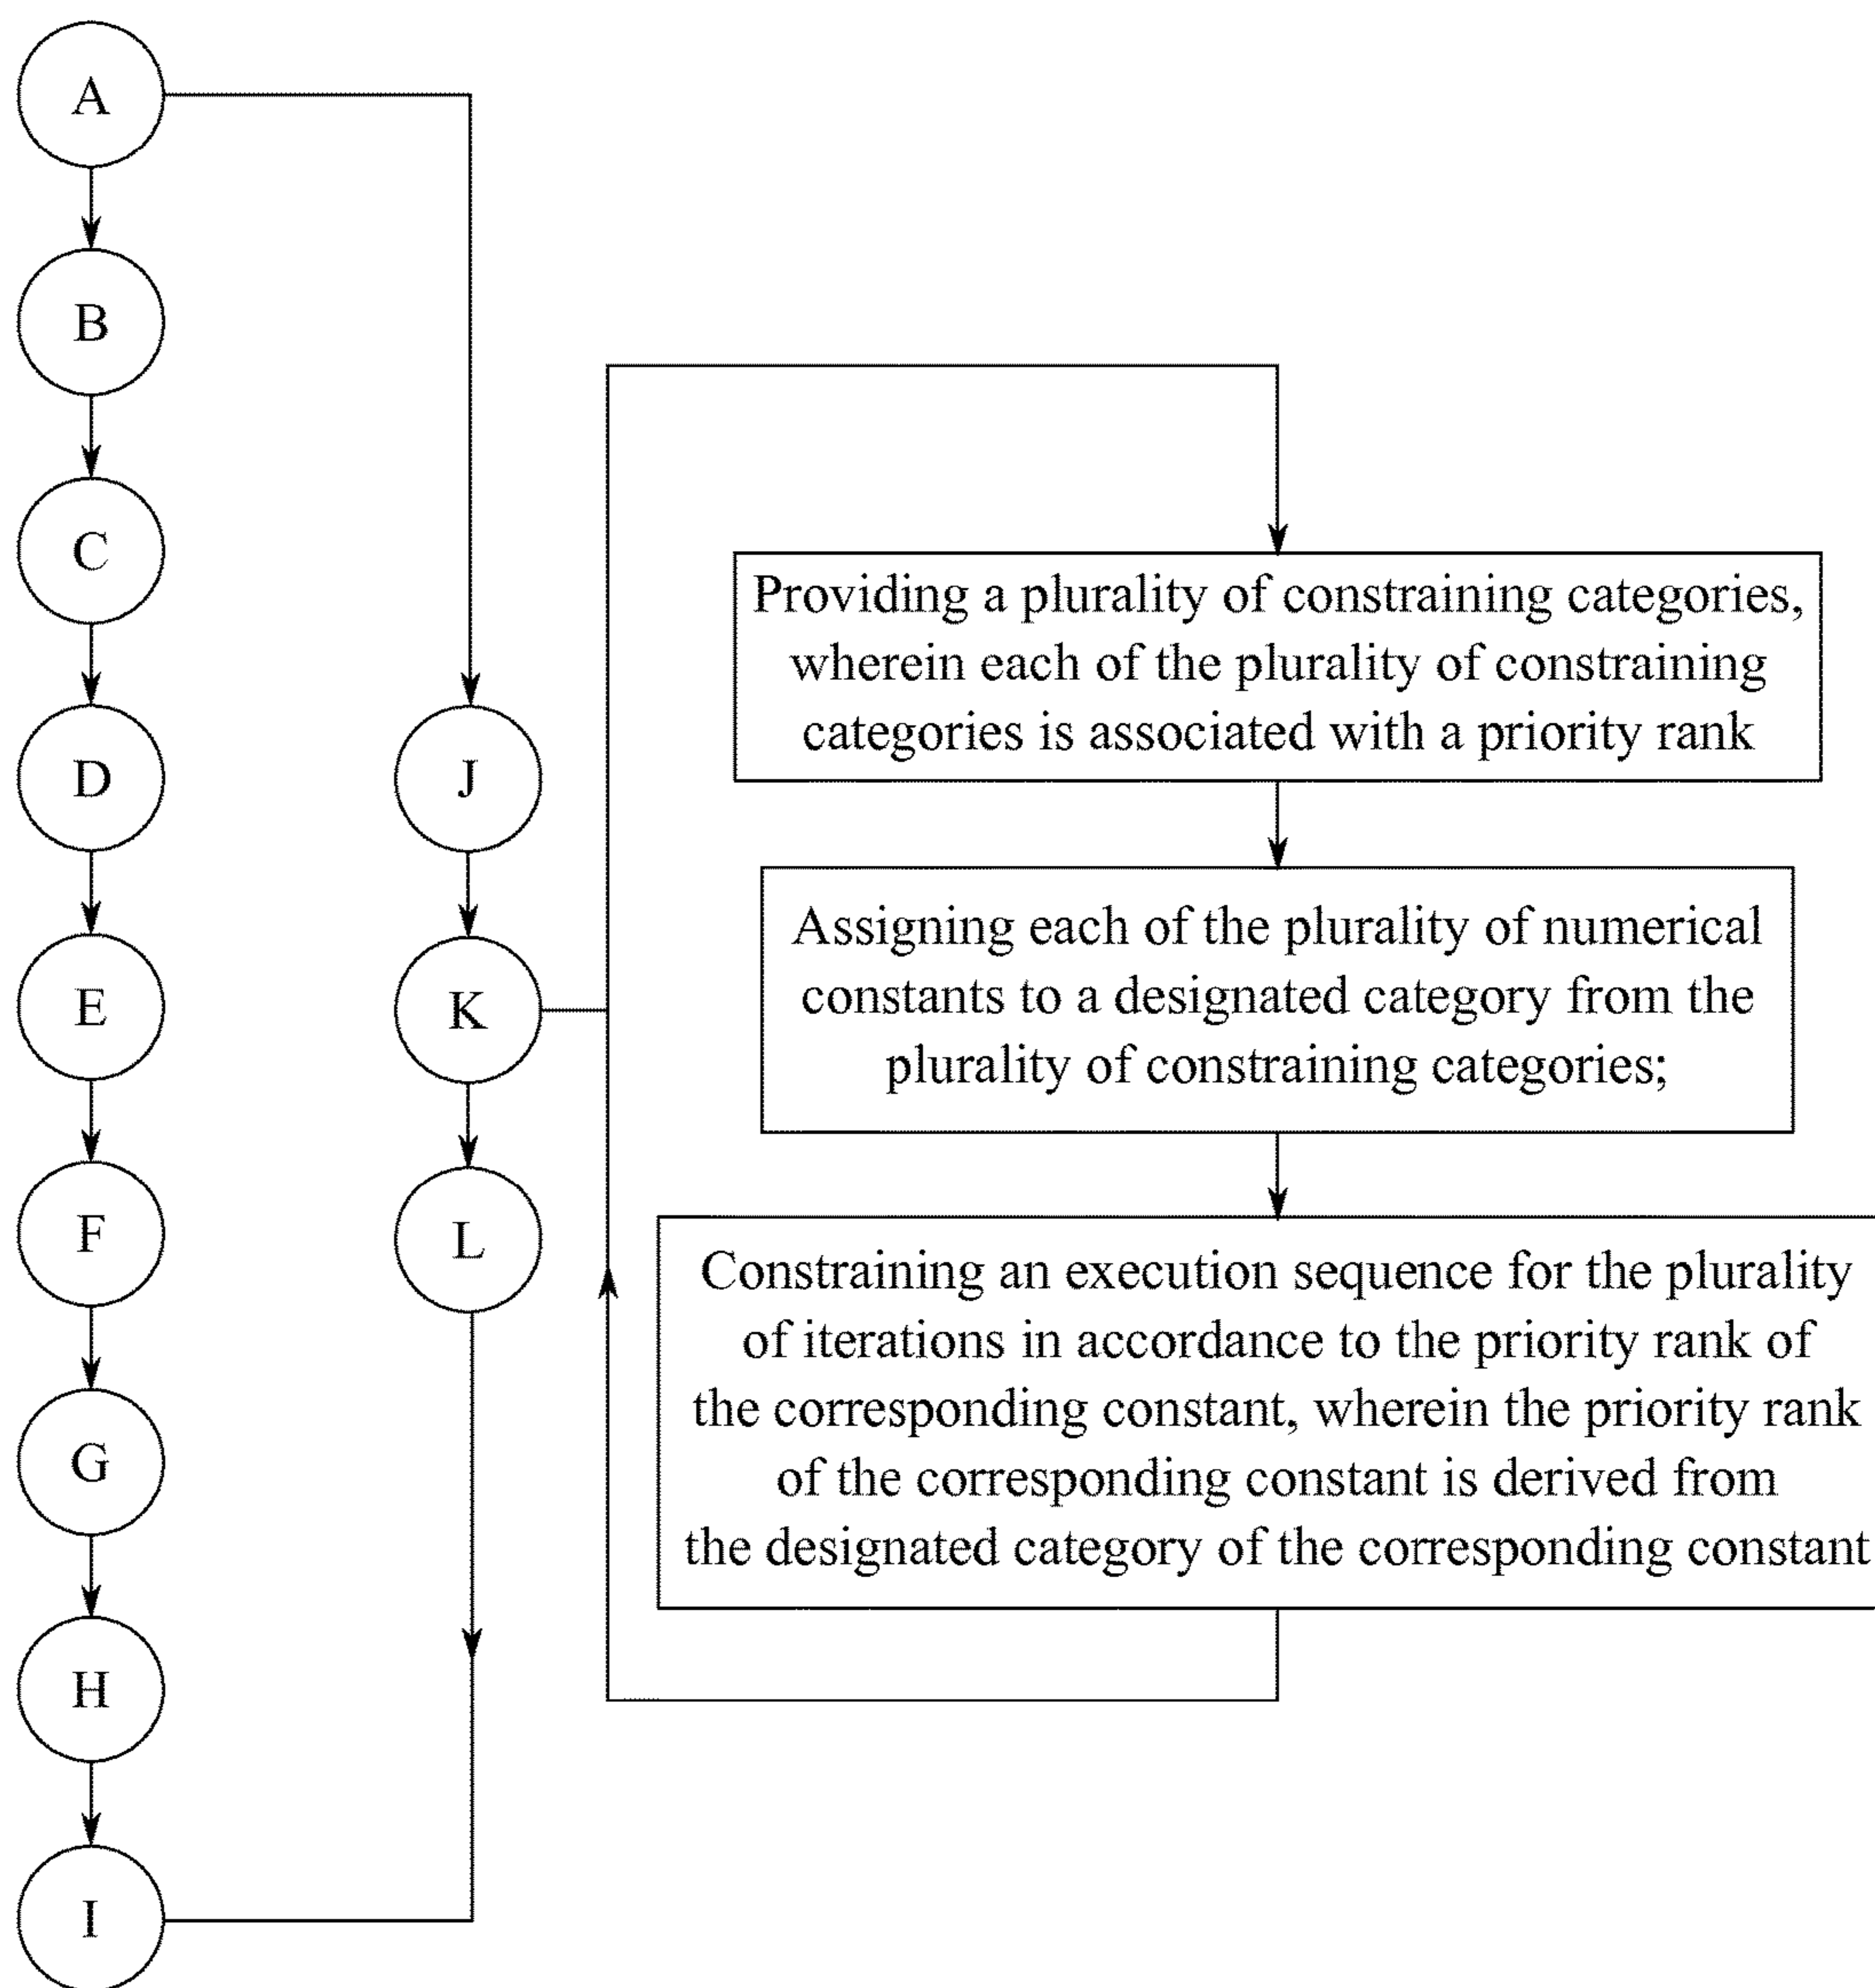 A
B
C
D
E
F
G
H
I
J
K
L
Providing a plurality of constraining categories,
wherein each of the plurality of constraining
categories is associated with a priority rank
Assigning each of the plurality of numerical
constants to a designated category from the
plurality of constraining categories;
Constraining an execution sequence for the plurality
of iterations in accordance to the priority rank of
the corresponding constant, wherein the priority rank
of the corresponding constant is derived from
the designated category of the corresponding constant